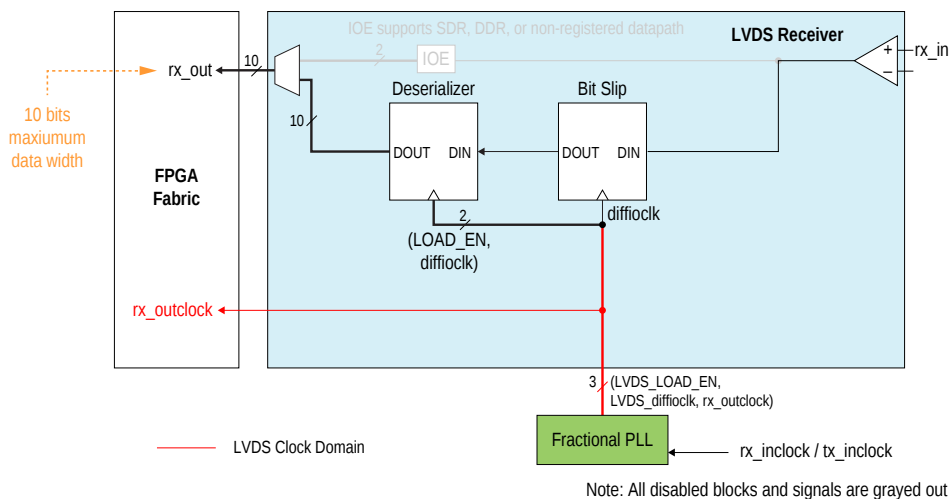 IOE supports SDR, DDR, or non-registered datapath
LVDS Receiver
2
IOE
+
–
rx_in
rx_out
10
10 bits
maxiumum
data width
10
Deserializer
Bit Slip
DOUT DIN
DOUT DIN
FPGA
Fabric
2
diffioclk
(LOAD_EN,
diffioclk)
rx_outclock
3
(LVDS_LOAD_EN,
LVDS_diffioclk, rx_outclock)
LVDS Clock Domain
Fractional PLL
rx_inclock / tx_inclock
Note: All disabled blocks and signals are grayed out